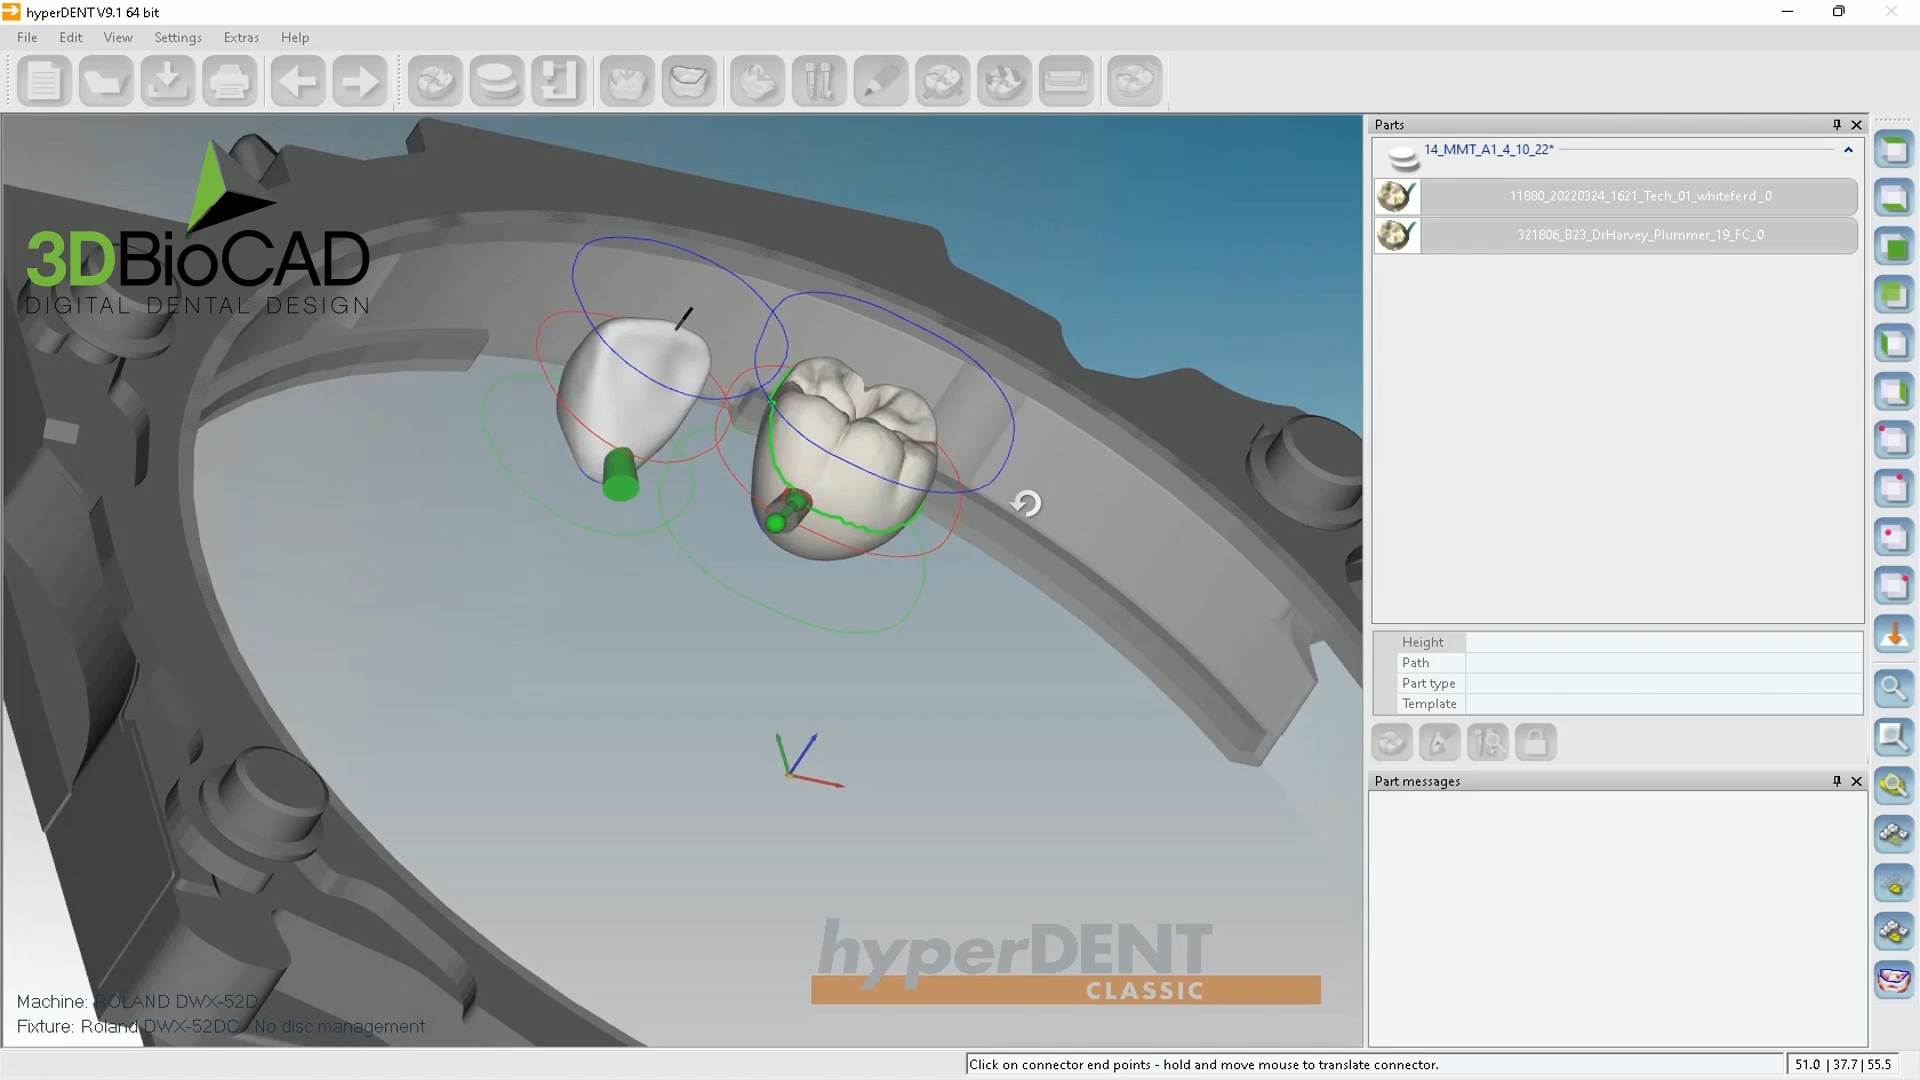 hyperDENT V9.1 64 bit
File Edit View Settings Extras Help
3DBioCAD
DIGITAL DENTAL DESIGN
Parts
14_MMT_A1_4_10_22*
11880_20220324_1621_Tech_01_whiteferd_0
321806_B23_DrHarvey_Plummer_19_FC_0
Height
Path
Part type
Template
Part messages
hyperDENT
CLASSIC
Machine: ROLAND DWX-52D
Fixture: Roland DWX-52DC / No disc management
Click on connector end points - hold and move mouse to translate connector.
51.0 | 37.7 | 55.5